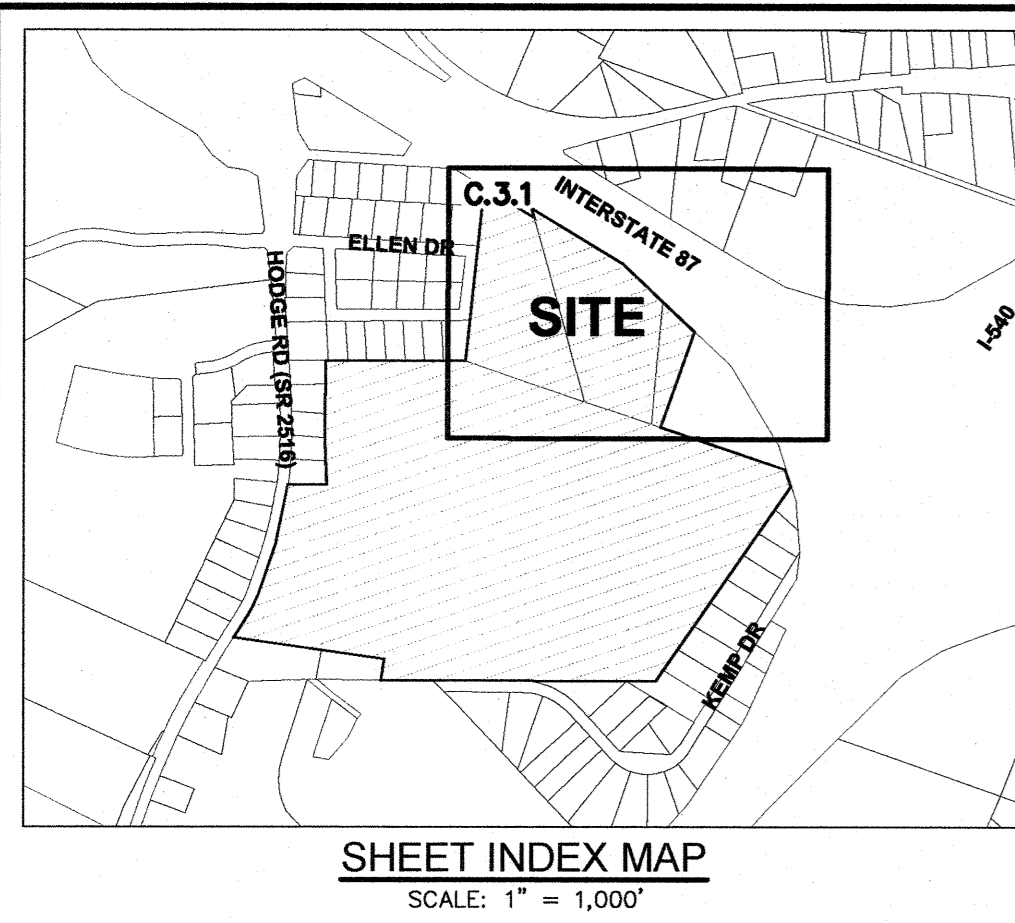 C.3.1
INTERSTATE 87
ELLEN DR
HODGE RD (SR 2516)
SITE
I-540
KEMP DR
SHEET INDEX MAP
SCALE: 1" = 1,000'